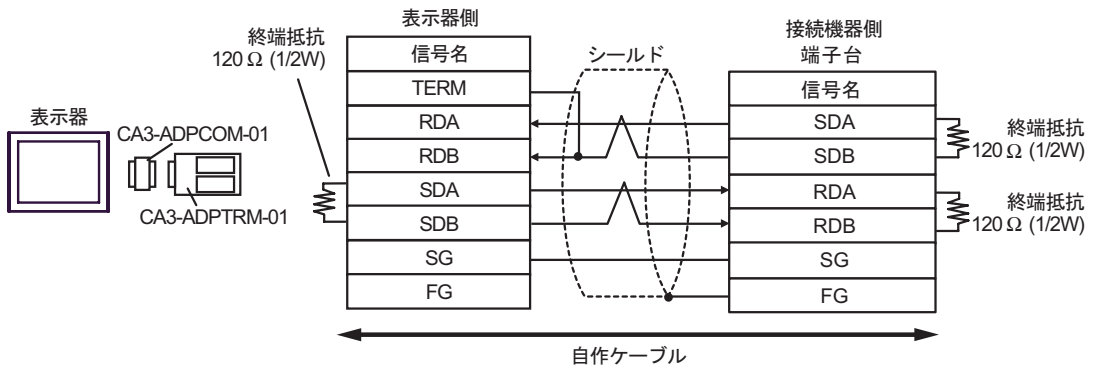 表示器
CA3-ADPCOM-01
CA3-ADPTRM-01
終端抵抗
120 Ω (1/2W)
表示器側
信号名
TERM
RDA
RDB
SDA
SDB
SG
FG
シールド
接続機器側
端子台
信号名
SDA
SDB
RDA
RDB
SG
FG
終端抵抗
120 Ω (1/2W)
終端抵抗
120 Ω (1/2W)
自作ケーブル